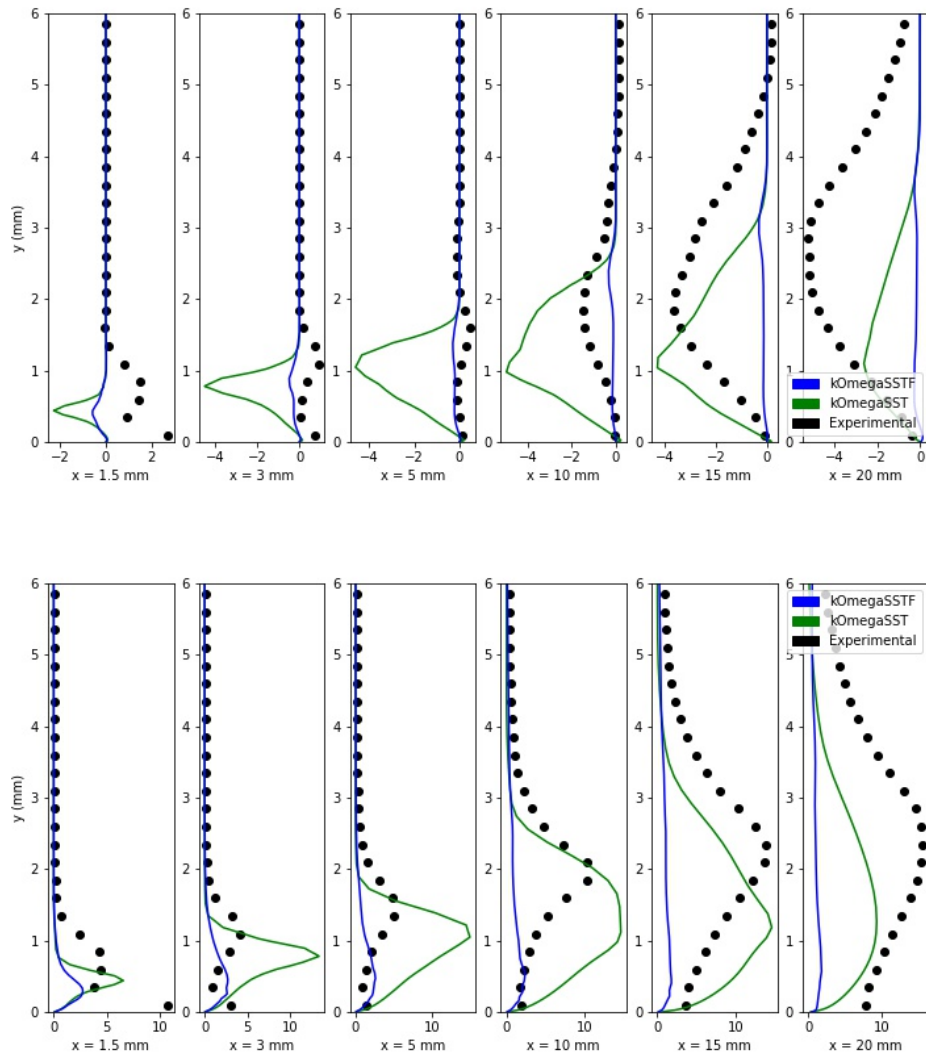 6 6 6 6 6 6
5 5 5 5 5 5
4 4 4 4 4 4
3 3 3 3 3 3
y (mm)
2 2 2 2 2 2
1 1 1 1 1 1
kOmegaSSTF
kOmegaSST
Experimental
0 0 0 0 0 0
−2 0 2 −4 −2 0 −4 −2 0 −4 −2 0 −4 −2 0 −4 −2 0
x = 1.5 mm x = 3 mm x = 5 mm x = 10 mm x = 15 mm x = 20 mm
6 6 6 6 6 6
kOmegaSSTF
kOmegaSST
Experimental
5 5 5 5 5 5
4 4 4 4 4 4
3 3 3 3 3 3
y (mm)
2 2 2 2 2 2
1 1 1 1 1 1
0 0 0 0 0 0
0 5 10 0 10 0 10 0 10 0 10 0 10
x = 1.5 mm x = 3 mm x = 5 mm x = 10 mm x = 15 mm x = 20 mm